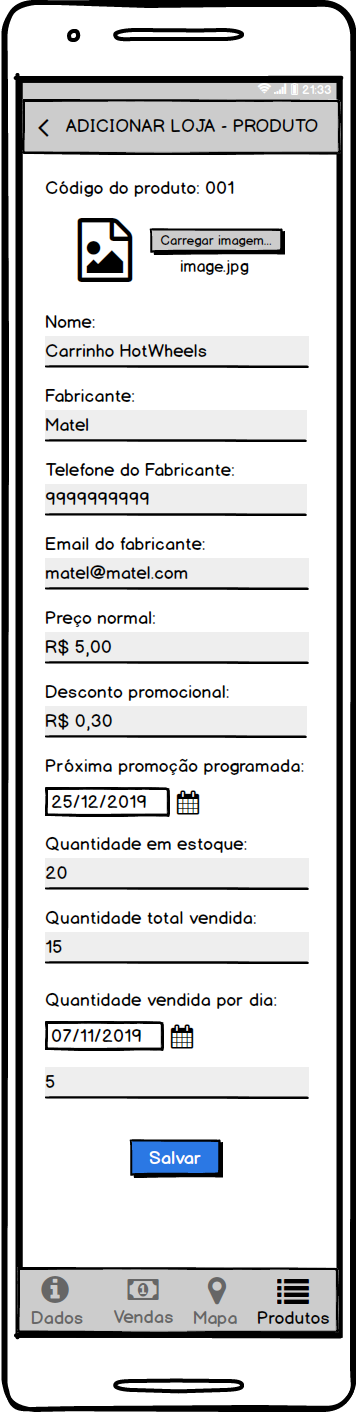 21:33
ADICIONAR LOJA - PRODUTO
Código do produto: 001
Carregar imagem...
image.jpg
Nome:
Carrinho HotWheels
Fabricante:
Matel
Telefone do Fabricante:
9999999999
Email do fabricante:
matel@matel.com
Preço normal:
R$ 5,00
Desconto promocional:
R$ 0,30
Próxima promoção programada:
25/12/2019
Quantidade em estoque:
20
Quantidade total vendida:
15
Quantidade vendida por dia:
07/11/2019
5
Salvar
1
Dados Vendas Mapa Produtos